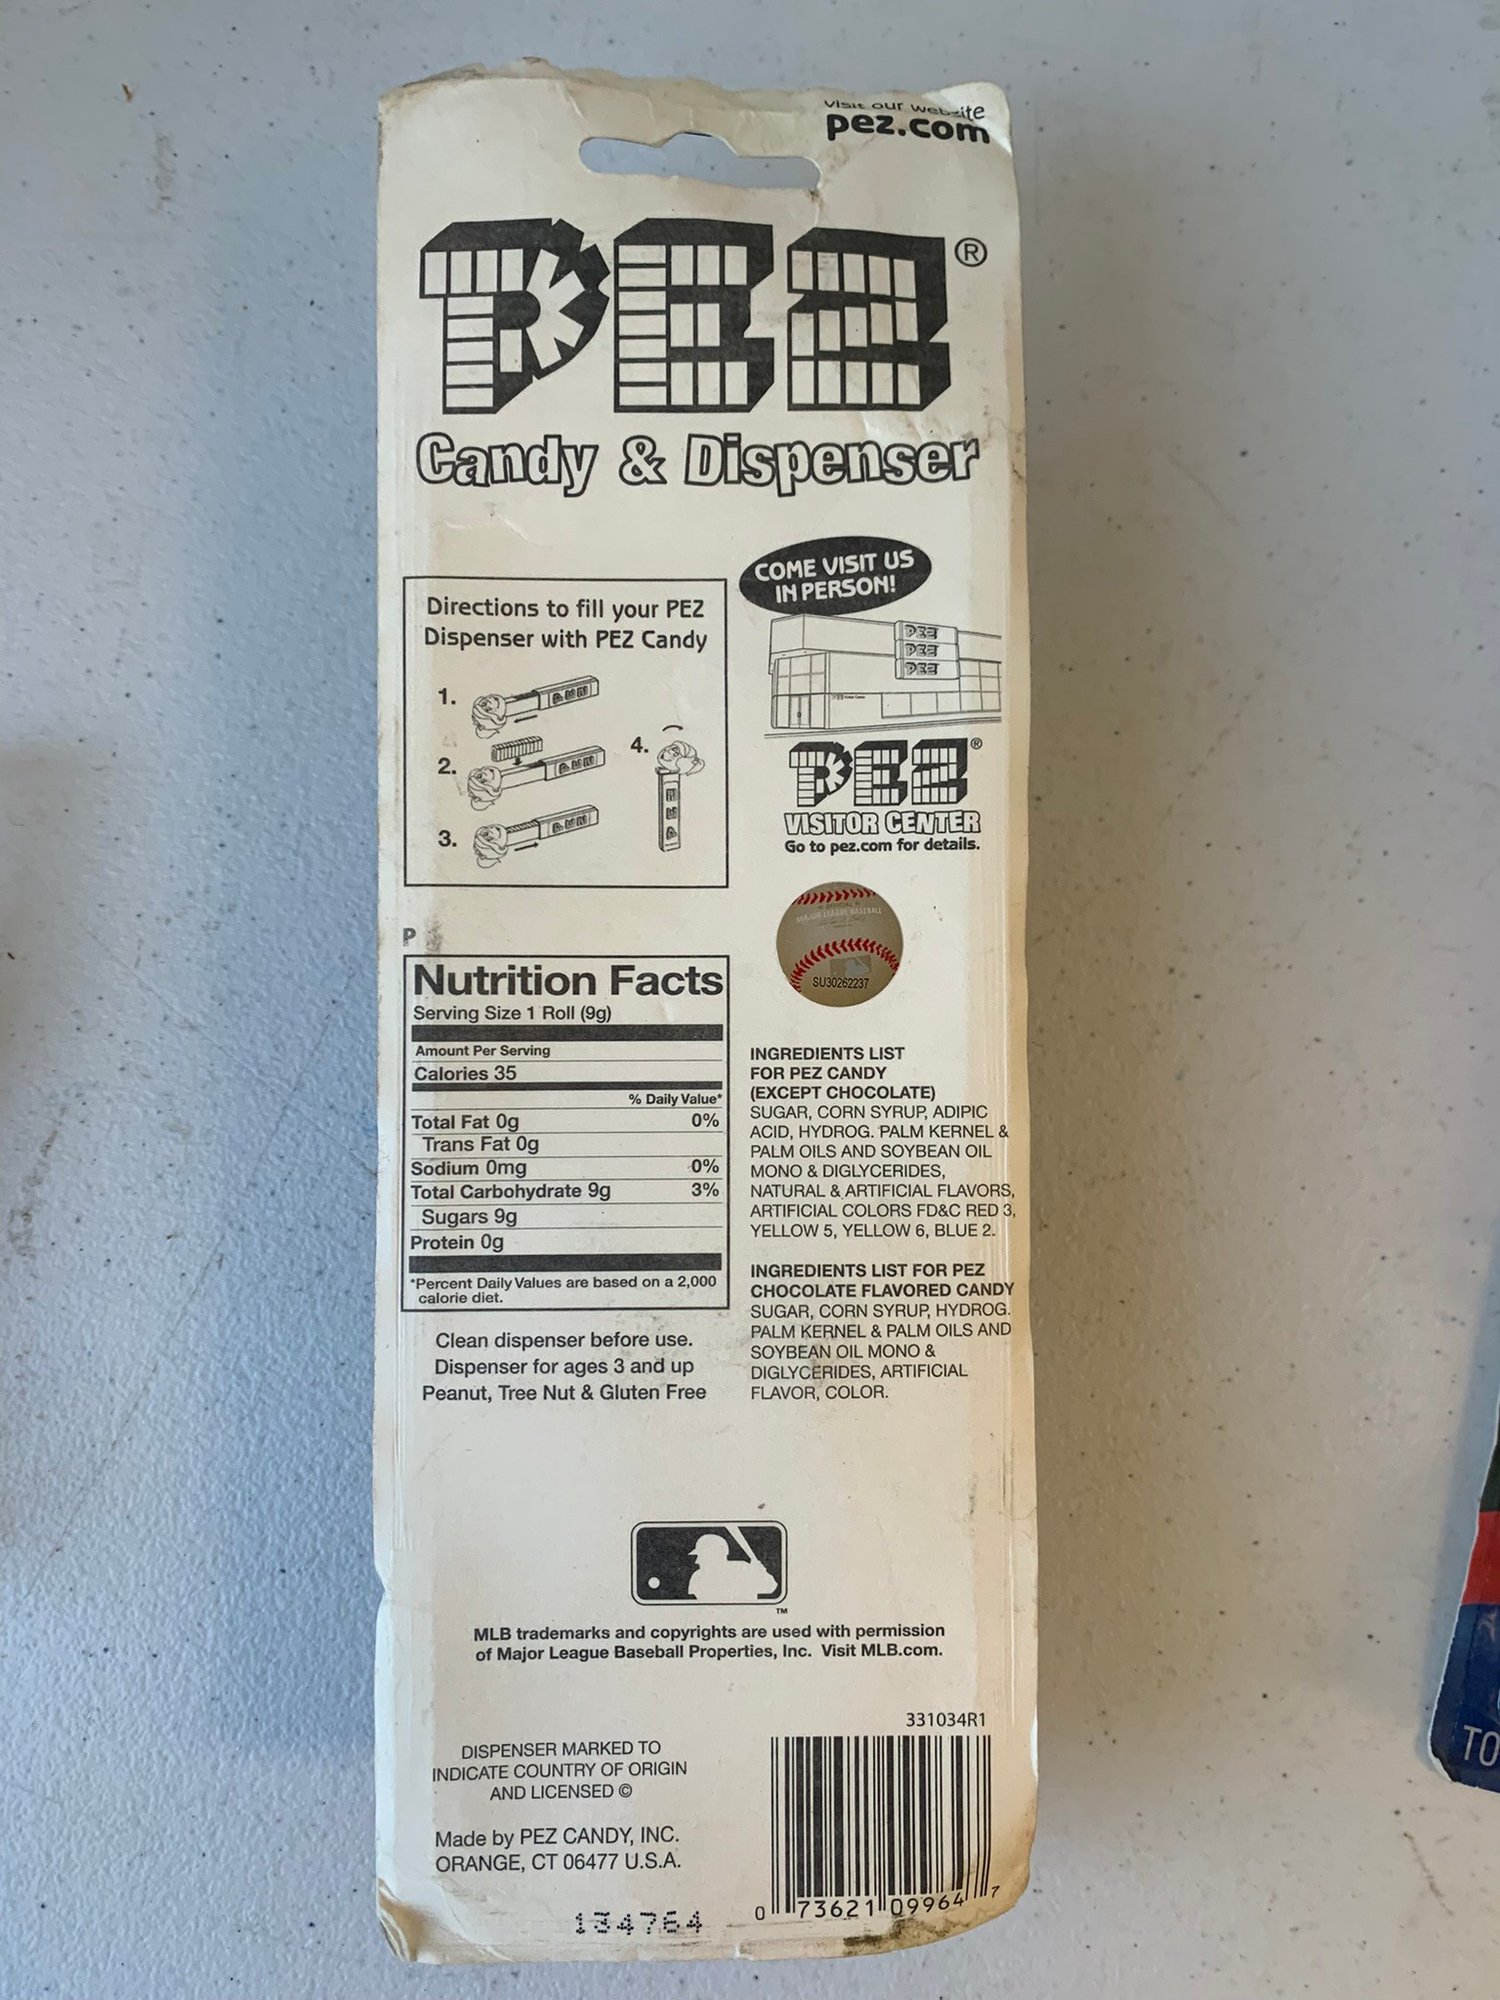 visit our website
pez.com
PEZ®
Candy & Dispenser
COME VISIT US
IN PERSON!
Directions to fill your PEZ
Dispenser with PEZ Candy
1.
2.
3.
4.
PEZ
PEZ
PEZ
PEZ®
VISITOR CENTER
Go to pez.com for details.
P
MAJOR LEAGUE BASEBALL
SU30262237
Nutrition Facts
Serving Size 1 Roll (9g)
Amount Per Serving
Calories 35
% Daily Value*
Total Fat 0g 0%
Trans Fat 0g
Sodium 0mg 0%
Total Carbohydrate 9g 3%
Sugars 9g
Protein 0g
*Percent Daily Values are based on a 2,000
calorie diet.
Clean dispenser before use.
Dispenser for ages 3 and up
Peanut, Tree Nut & Gluten Free
INGREDIENTS LIST
FOR PEZ CANDY
(EXCEPT CHOCOLATE)
SUGAR, CORN SYRUP, ADIPIC
ACID, HYDROG. PALM KERNEL &
PALM OILS AND SOYBEAN OIL
MONO & DIGLYCERIDES,
NATURAL & ARTIFICIAL FLAVORS,
ARTIFICIAL COLORS FD&C RED 3,
YELLOW 5, YELLOW 6, BLUE 2.
INGREDIENTS LIST FOR PEZ
CHOCOLATE FLAVORED CANDY
SUGAR, CORN SYRUP, HYDROG.
PALM KERNEL & PALM OILS AND
SOYBEAN OIL MONO &
DIGLYCERIDES, ARTIFICIAL
FLAVOR, COLOR.
TM
MLB trademarks and copyrights are used with permission
of Major League Baseball Properties, Inc. Visit MLB.com.
331034R1
DISPENSER MARKED TO
INDICATE COUNTRY OF ORIGIN
AND LICENSED ©
Made by PEZ CANDY, INC.
ORANGE, CT 06477 U.S.A.
134764
0 73621 09964 7
TO